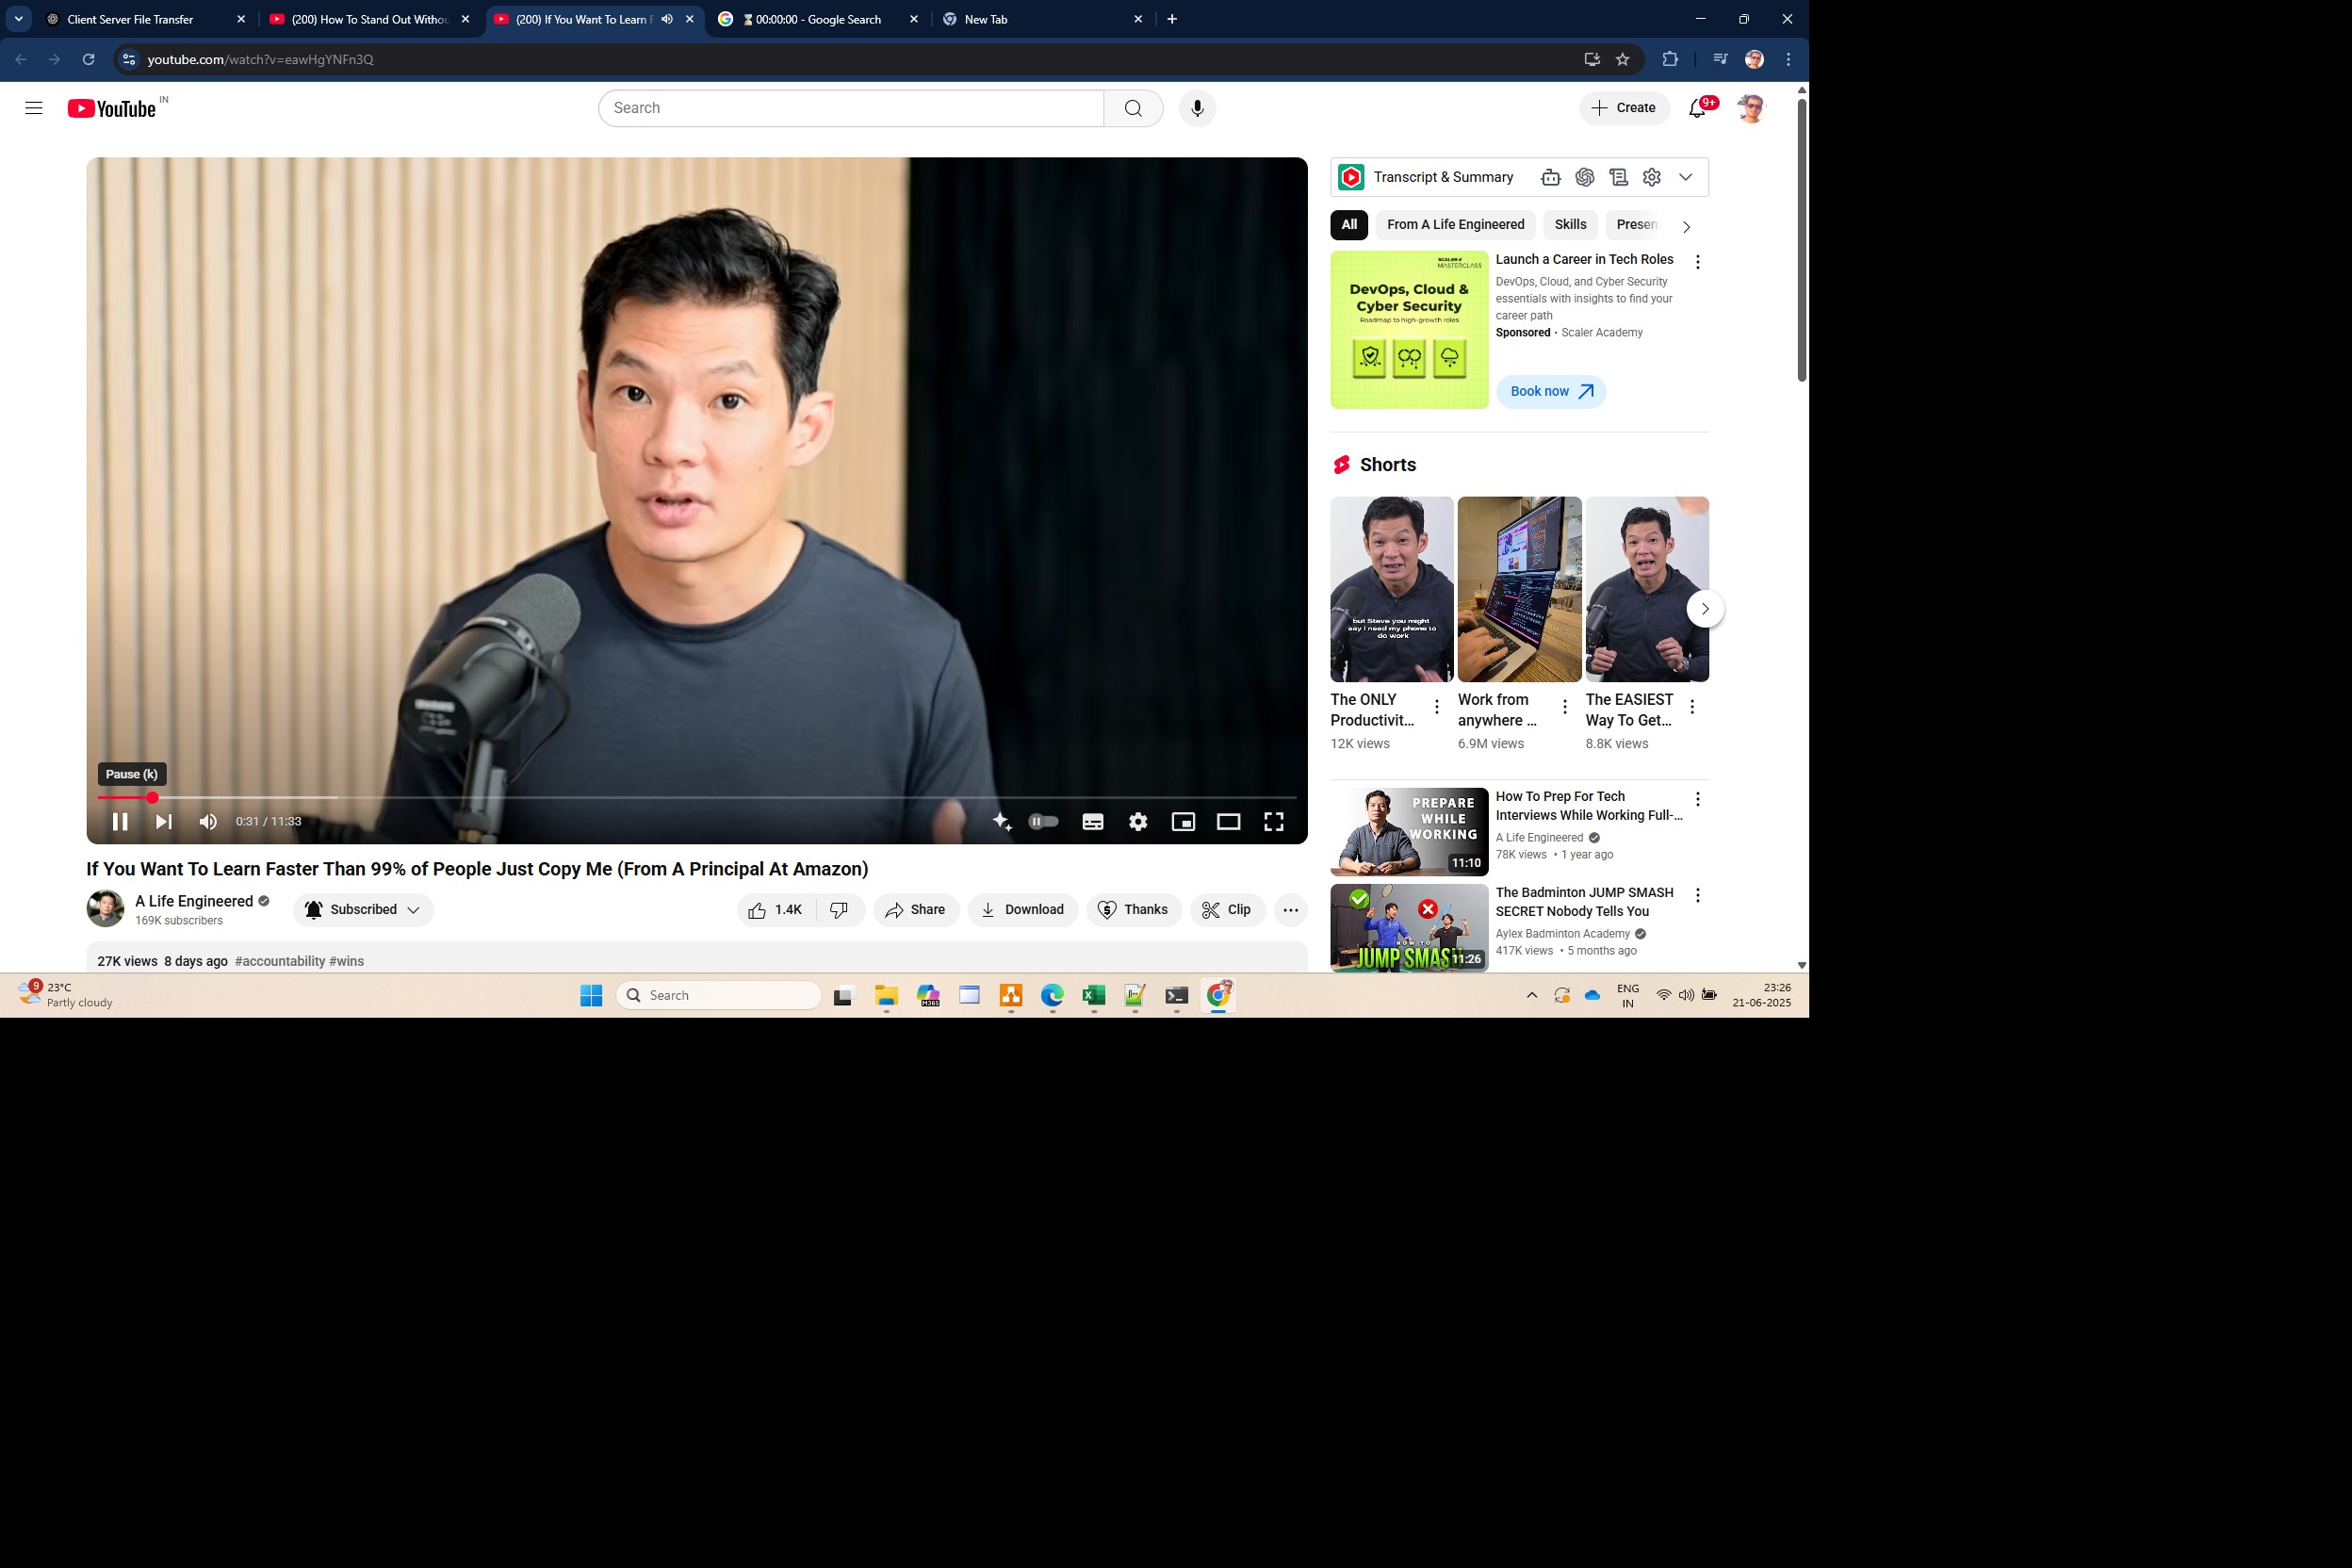 Client Server File Transfer
(200) How To Stand Out Withou
(200) If You Want To Learn F
00:00:00 - Google Search
New Tab
youtube.com/watch?v=eawHgYNFn3Q
YouTube IN
Search
Create
9+
Transcript & Summary
All
From A Life Engineered
Skills
Presen
SCALER
MASTERCLASS
DevOps, Cloud &
Cyber Security
Roadmap to high-growth roles
Launch a Career in Tech Roles
DevOps, Cloud, and Cyber Security
essentials with insights to find your
career path
Sponsored · Scaler Academy
Book now
Shorts
but Steve you might
say I need my phone to
do work
The ONLY
Productivit...
12K views
Work from
anywhere ...
6.9M views
The EASIEST
Way To Get...
8.8K views
Pause (k)
0:31 / 11:33
PREPARE
WHILE
WORKING
11:10
How To Prep For Tech
Interviews While Working Full-...
A Life Engineered
78K views • 1 year ago
HOW TO
JUMP SMASH
11:26
The Badminton JUMP SMASH
SECRET Nobody Tells You
Aylex Badminton Academy
417K views • 5 months ago
If You Want To Learn Faster Than 99% of People Just Copy Me (From A Principal At Amazon)
A Life Engineered
169K subscribers
Subscribed
1.4K
Share
Download
Thanks
Clip
27K views 8 days ago #accountability #wins
9
23°C
Partly cloudy
Search
M365
ENG
IN
23:26
21-06-2025